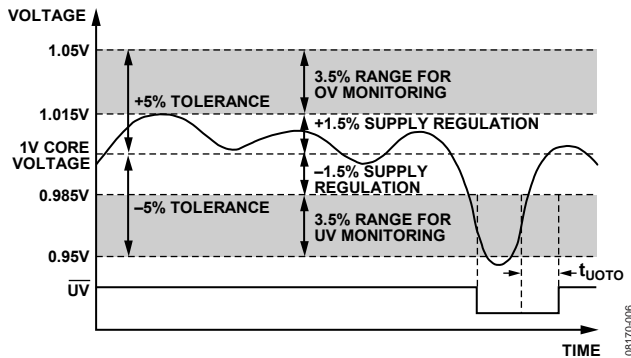 VOLTAGE
1.05V
3.5% RANGE FOR
OV MONITORING
+5% TOLERANCE
1.015V
+1.5% SUPPLY REGULATION
1V CORE
VOLTAGE
–1.5% SUPPLY
REGULATION
0.985V
–5% TOLERANCE
3.5% RANGE FOR
UV MONITORING
0.95V
tUOTO
UV
TIME
08170-006